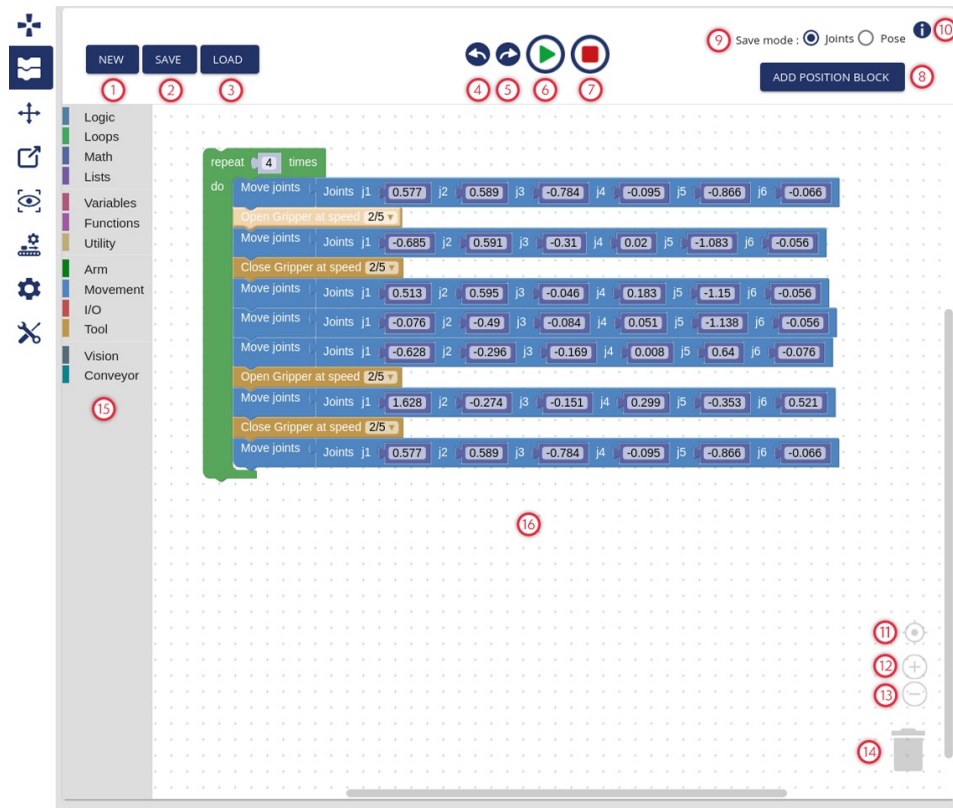 9 Save mode : Joints Pose 10
NEW SAVE LOAD
ADD POSITION BLOCK 8
1 2 3 4 5 6 7
Logic
Loops
Math
Lists
Variables
Functions
Utility
Arm
Movement
I/O
Tool
Vision
Conveyor
15
repeat 4 times
do Move joints Joints j1 0.577 j2 0.589 j3 -0.784 j4 -0.095 j5 -0.866 j6 -0.066
Open Gripper at speed 2/5
Move joints Joints j1 -0.685 j2 0.591 j3 -0.31 j4 0.02 j5 -1.083 j6 -0.056
Close Gripper at speed 2/5
Move joints Joints j1 0.513 j2 0.595 j3 -0.046 j4 0.183 j5 -1.15 j6 -0.056
Move joints Joints j1 -0.076 j2 -0.49 j3 -0.084 j4 0.051 j5 -1.138 j6 -0.056
Move joints Joints j1 -0.628 j2 -0.296 j3 -0.169 j4 0.008 j5 0.64 j6 -0.076
Open Gripper at speed 2/5
Move joints Joints j1 1.628 j2 -0.274 j3 -0.151 j4 0.299 j5 -0.353 j6 0.521
Close Gripper at speed 2/5
Move joints Joints j1 0.577 j2 0.589 j3 -0.784 j4 -0.095 j5 -0.866 j6 -0.066
16
11
12
13
14